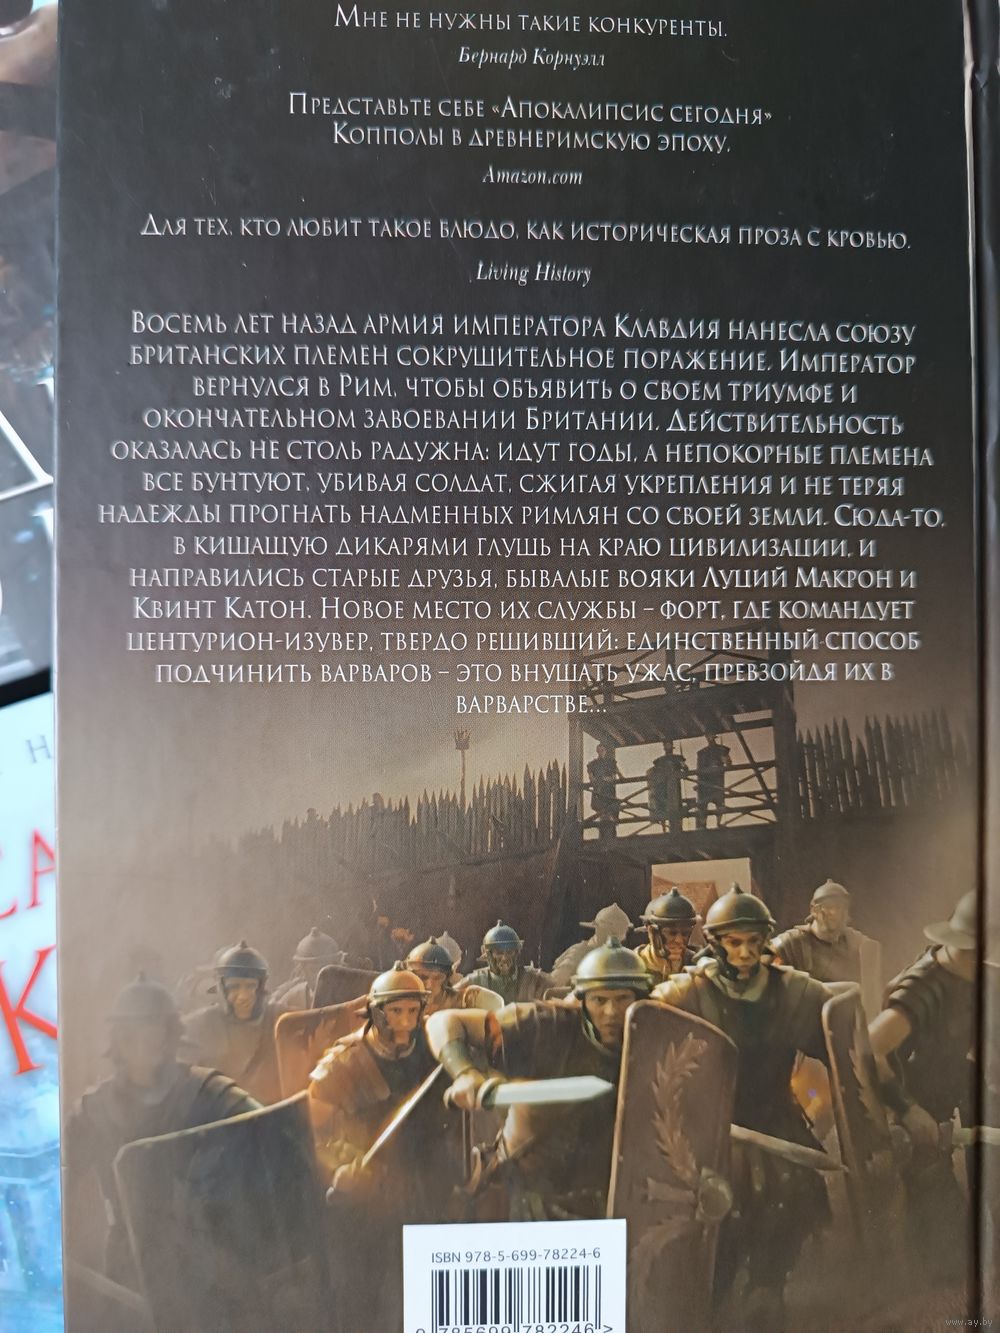 Мне не нужны такие конкуренты.
Бернард Корнуэлл
Представьте себе «Апокалипсис сегодня»
Копполы в древнеримскую эпоху.
Amazon.com
Для тех, кто любит такое блюдо, как историческая проза с кровью.
Living History
Восемь лет назад армия императора Клавдия нанесла союзу
британских племен сокрушительное поражение. Император
вернулся в Рим, чтобы объявить о своем триумфе и
окончательном завоевании Британии. Действительность
оказалась не столь радужна: идут годы, а непокорные племена
все бунтуют, убивая солдат, сжигая укрепления и не теряя
надежды прогнать надменных римлян со своей земли. Сюда-то,
в кишащую дикарями глушь на краю цивилизации, и
направились старые друзья, бывалые вояки Луций Макрон и
Квинт Катон. Новое место их службы – форт, где командует
центурион-изувер, твердо решивший: единственный способ
подчинить варваров – это внушать ужас, превзойдя их в
варварстве...
ISBN 978-5-699-78224-6
9 785699 782246 >
www.ay.by